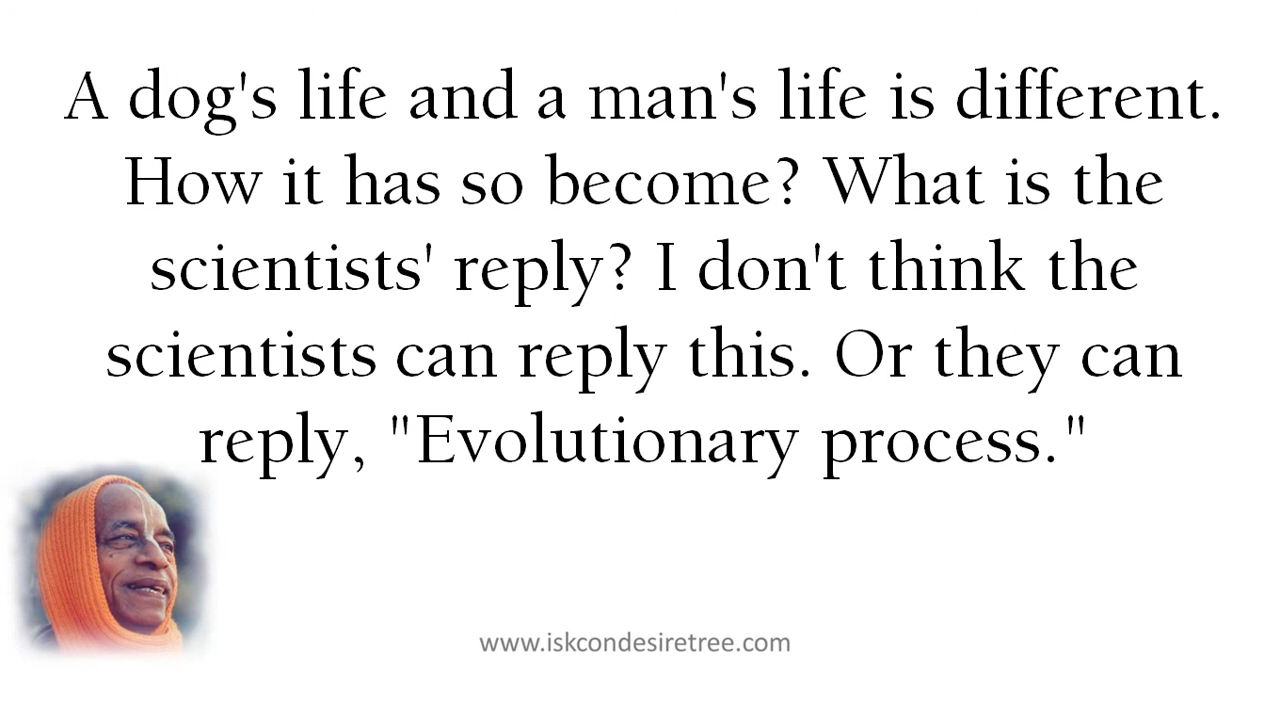 A dog's life and a man's life is different.
How it has so become? What is the
scientists' reply? I don't think the
scientists can reply this. Or they can
reply, "Evolutionary process."
www.iskcondesiretree.com